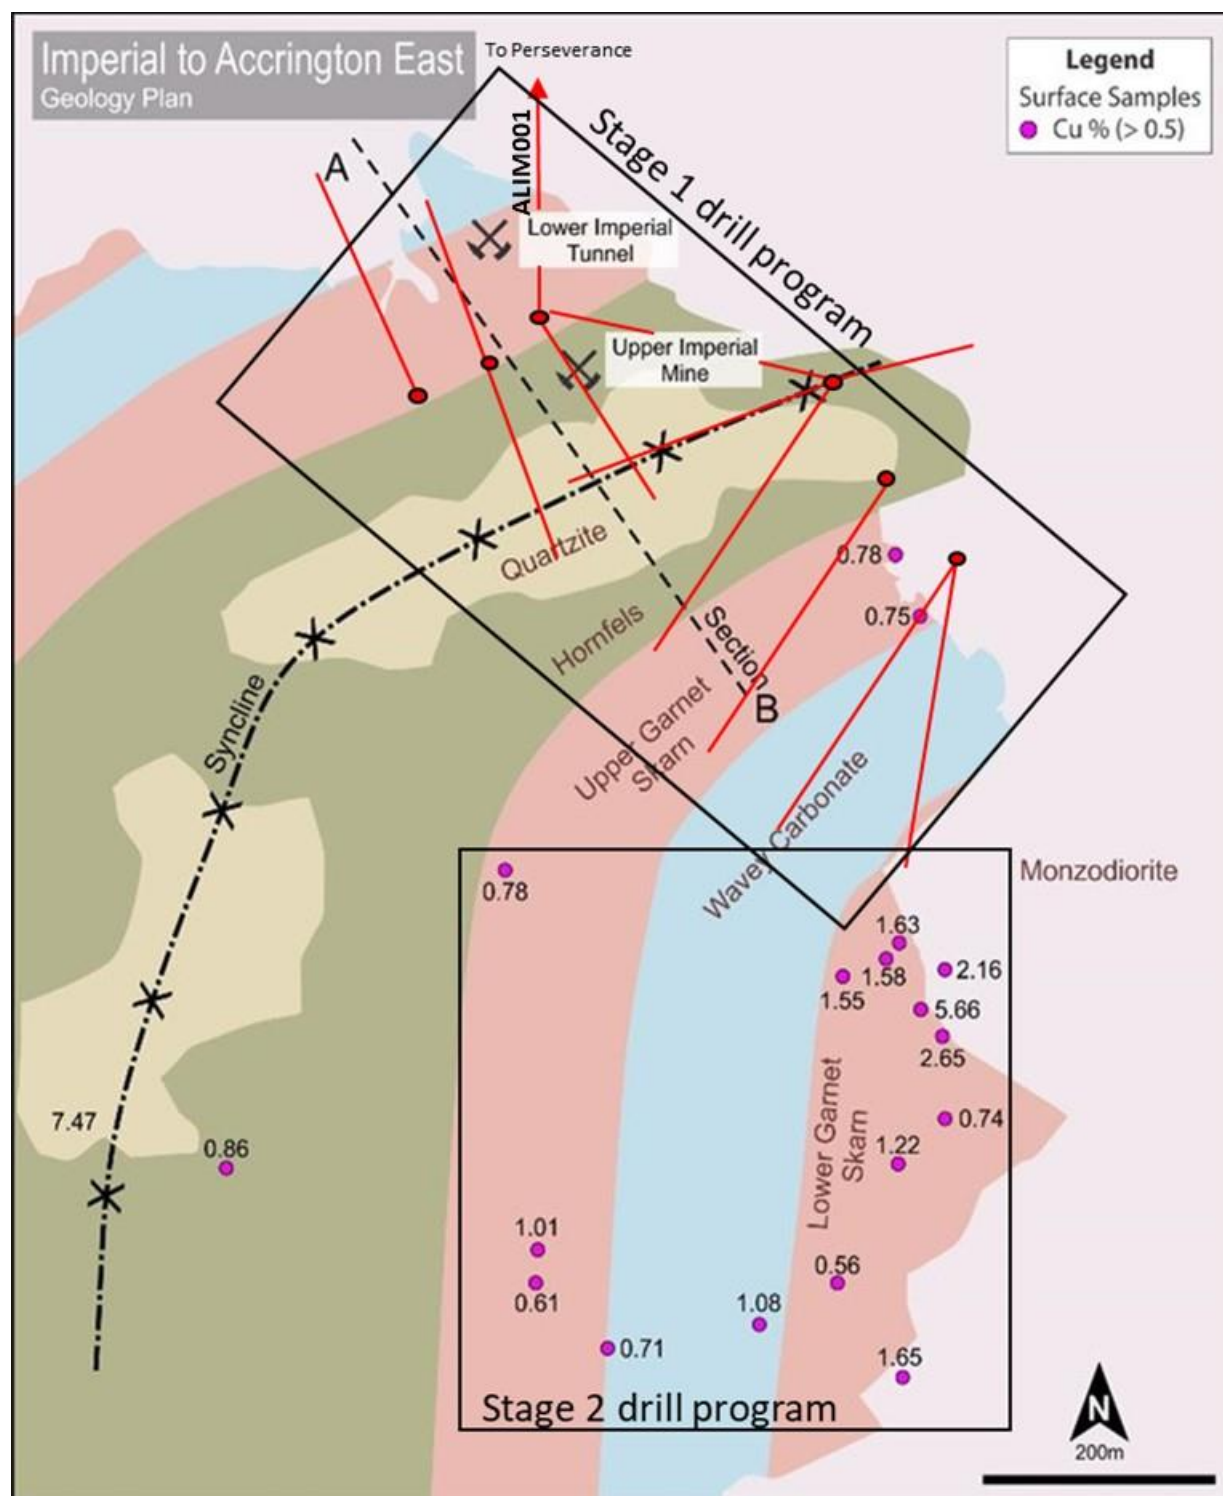 Imperial to Accrington East
Geology Plan
To Perseverance
Legend
Surface Samples
Cu % (> 0.5)
A
ALIM001
Stage 1 drill program
Lower Imperial
Tunnel
Upper Imperial
Mine
Quartzite
0.78
0.75
Hornfels
Section
B
Syncline
Upper Garnet
Skarn
Wavey Carbonate
Monzodiorite
0.78
1.63
1.58
2.16
1.55
5.66
2.65
7.47
0.86
0.74
1.22
Lower Garnet
Skarn
1.01
0.61
0.56
1.08
0.71
1.65
Stage 2 drill program
N
200m